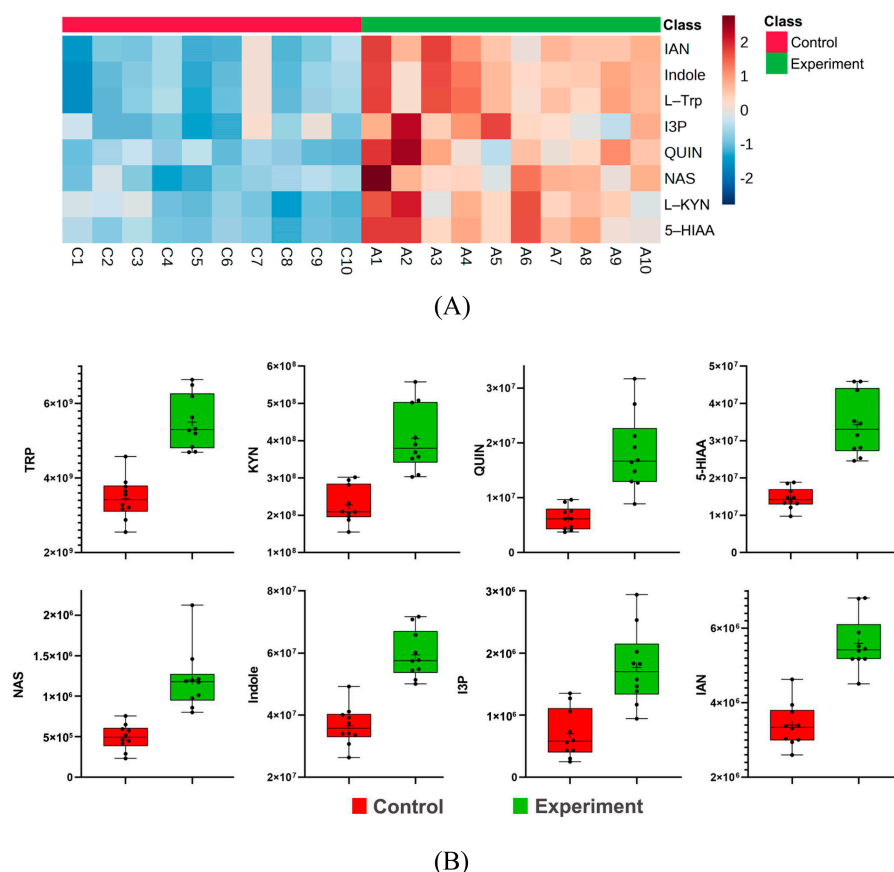 Class
IAN
Indole
L–Trp
I3P
QUIN
NAS
L–KYN
5–HIAA
C1 C2 C3 C4 C5 C6 C7 C8 C9 C10 A1 A2 A3 A4 A5 A6 A7 A8 A9 A10
2
1
0
-1
-2
Class
Control
Experiment
(A)
TRP
6×10⁹
4×10⁹
2×10⁹
KYN
6×10⁸
5×10⁸
4×10⁸
3×10⁸
2×10⁸
1×10⁸
QUIN
3×10⁷
2×10⁷
1×10⁷
0
5-HIAA
5×10⁷
4×10⁷
3×10⁷
2×10⁷
1×10⁷
0
NAS
2×10⁶
1×10⁶
1×10⁶
5×10⁵
0
Indole
8×10⁷
6×10⁷
4×10⁷
2×10⁷
I3P
3×10⁶
2×10⁶
1×10⁶
0
IAN
6×10⁶
4×10⁶
2×10⁶
Control Experiment
(B)